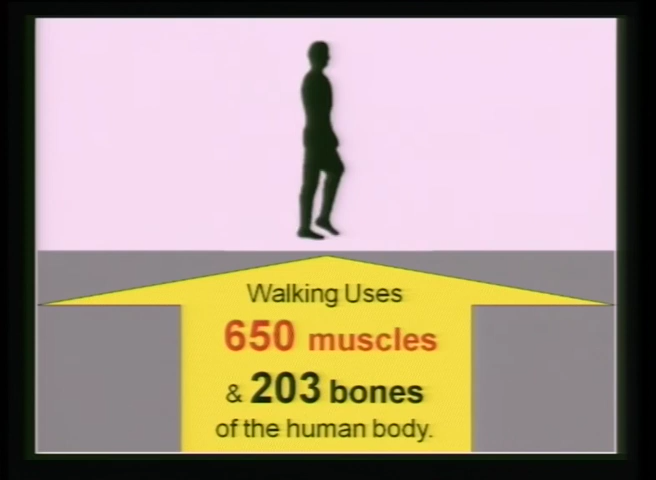 Walking Uses
650 muscles
& 203 bones
of the human body.